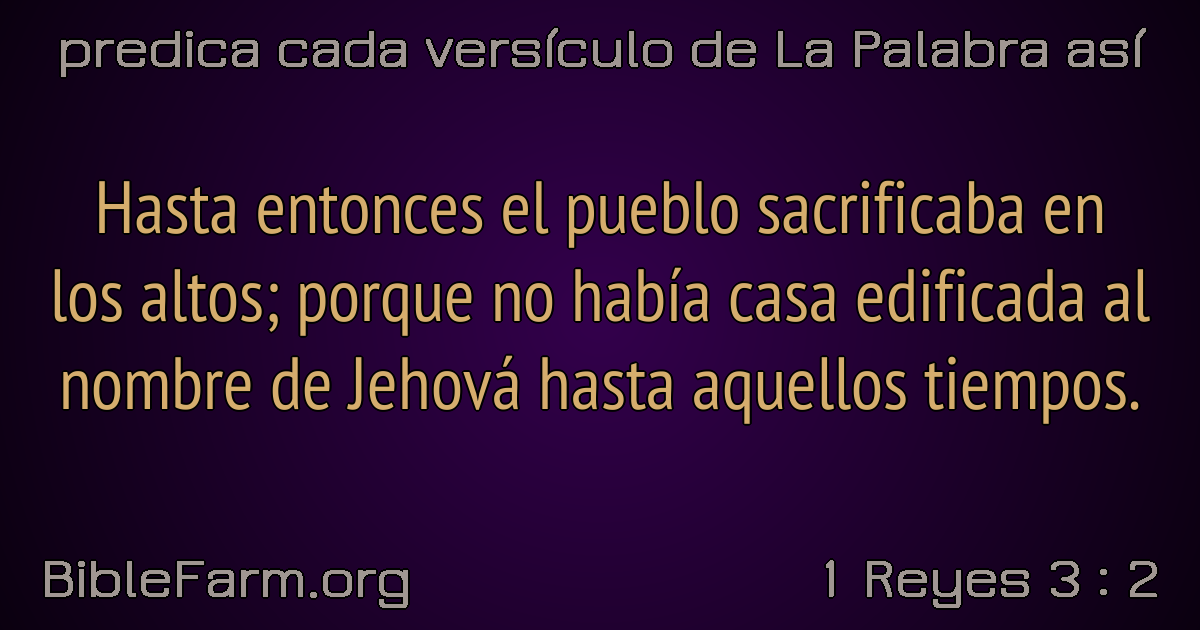 predica cada versículo de La Palabra así
Hasta entonces el pueblo sacrificaba en
los altos; porque no había casa edificada al
nombre de Jehová hasta aquellos tiempos.
BibleFarm.org
1 Reyes 3 : 2